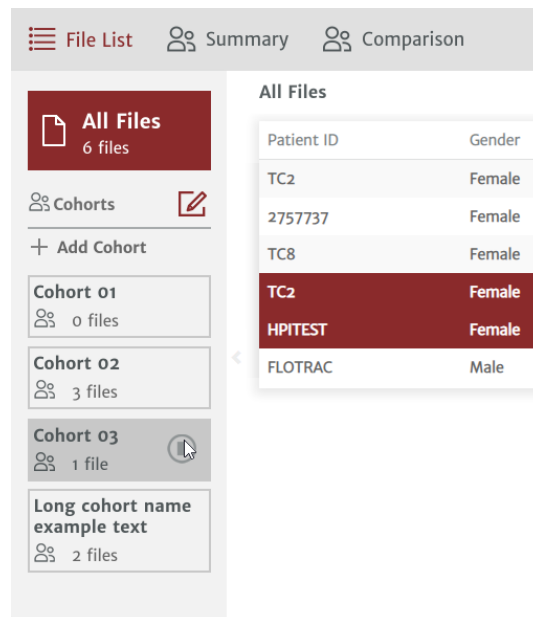 File List Summary Comparison
All Files
6 files
Cohorts
Add Cohort
Cohort 01
0 files
Cohort 02
3 files
Cohort 03
1 file
Long cohort name
example text
2 files
All Files
Patient ID Gender
TC2 Female
2757737 Female
TC8 Female
TC2 Female
HPITEST Female
FLOTRAC Male